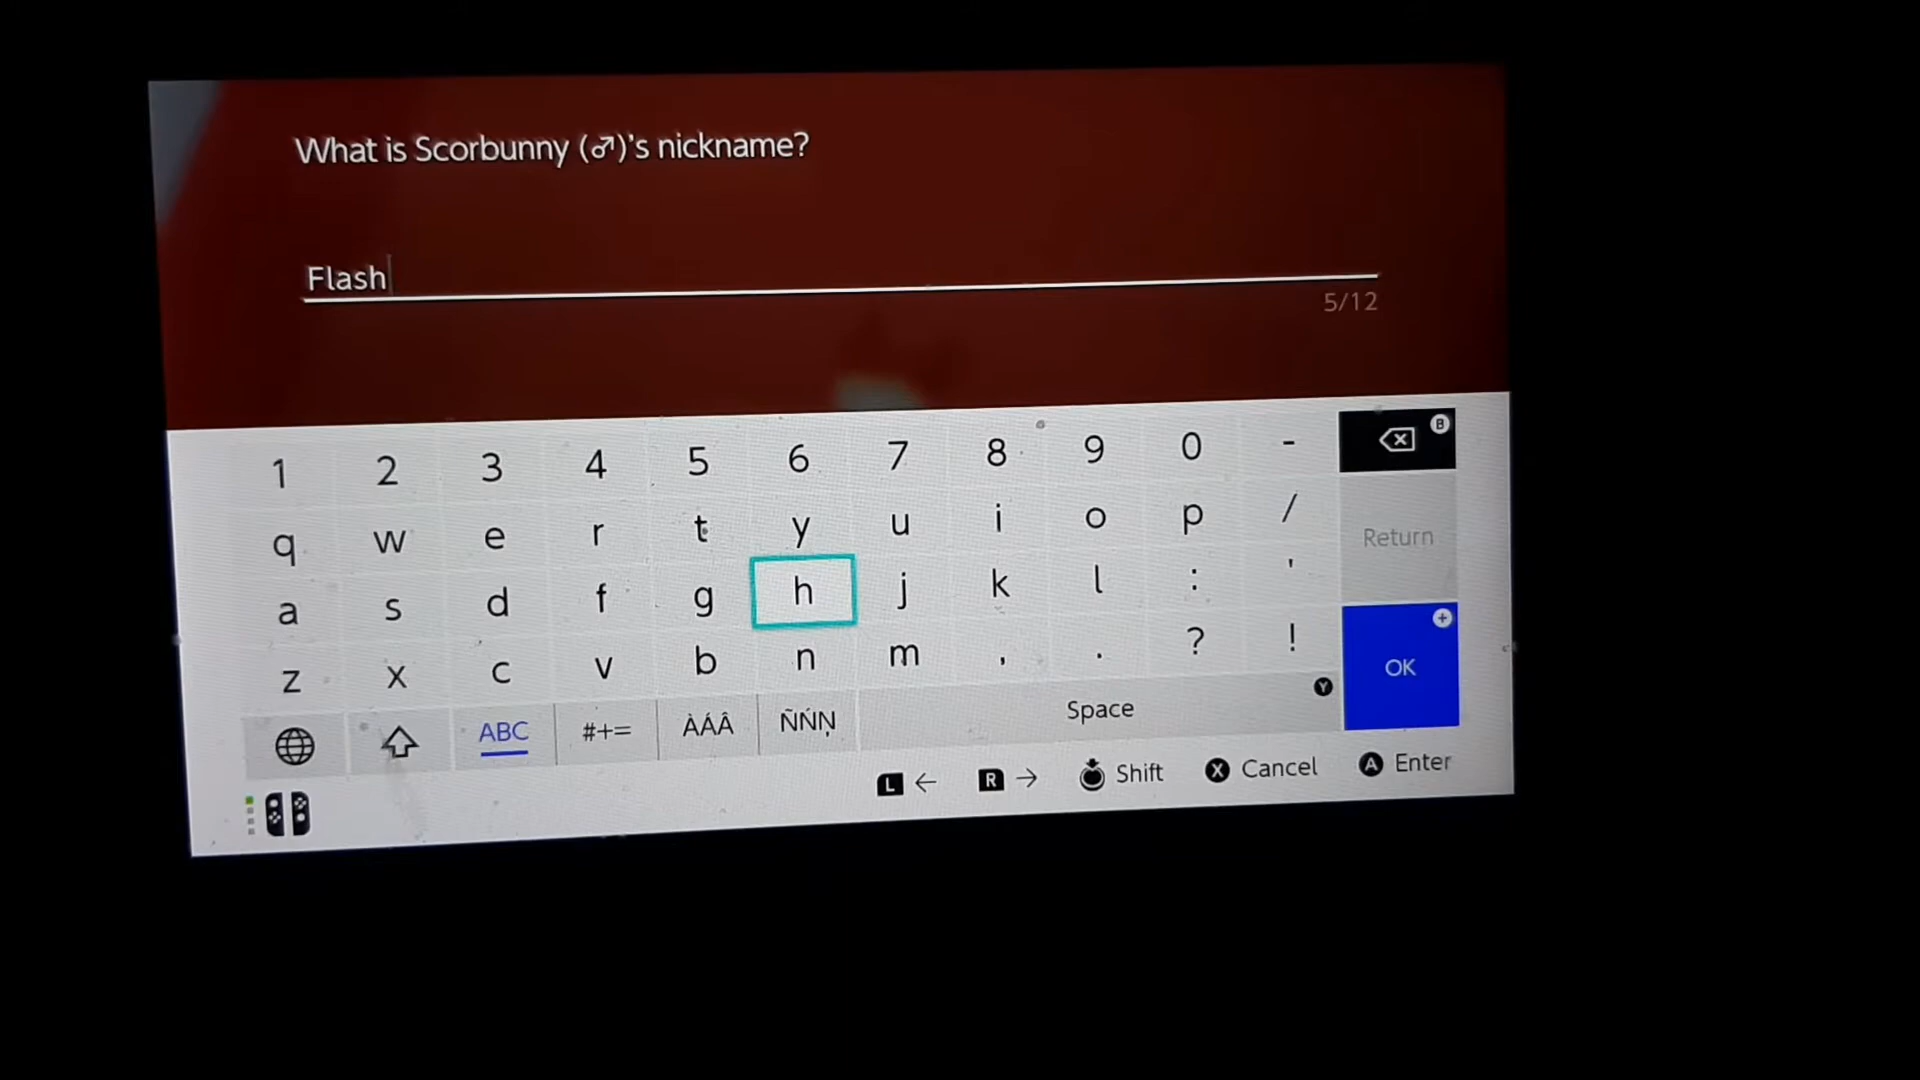 What is Scorbunny (♂)'s nickname?
Flash
5/12
1 2 3 4 5 6 7 8 9 0 - B
q w e r t y u i o p / Return
a s d f g h j k l : '
z x c v b n m , . ? ! + OK
ABC #+= ÀÁÂ ÑŃŅ Space Y
L ← R → Shift X Cancel A Enter